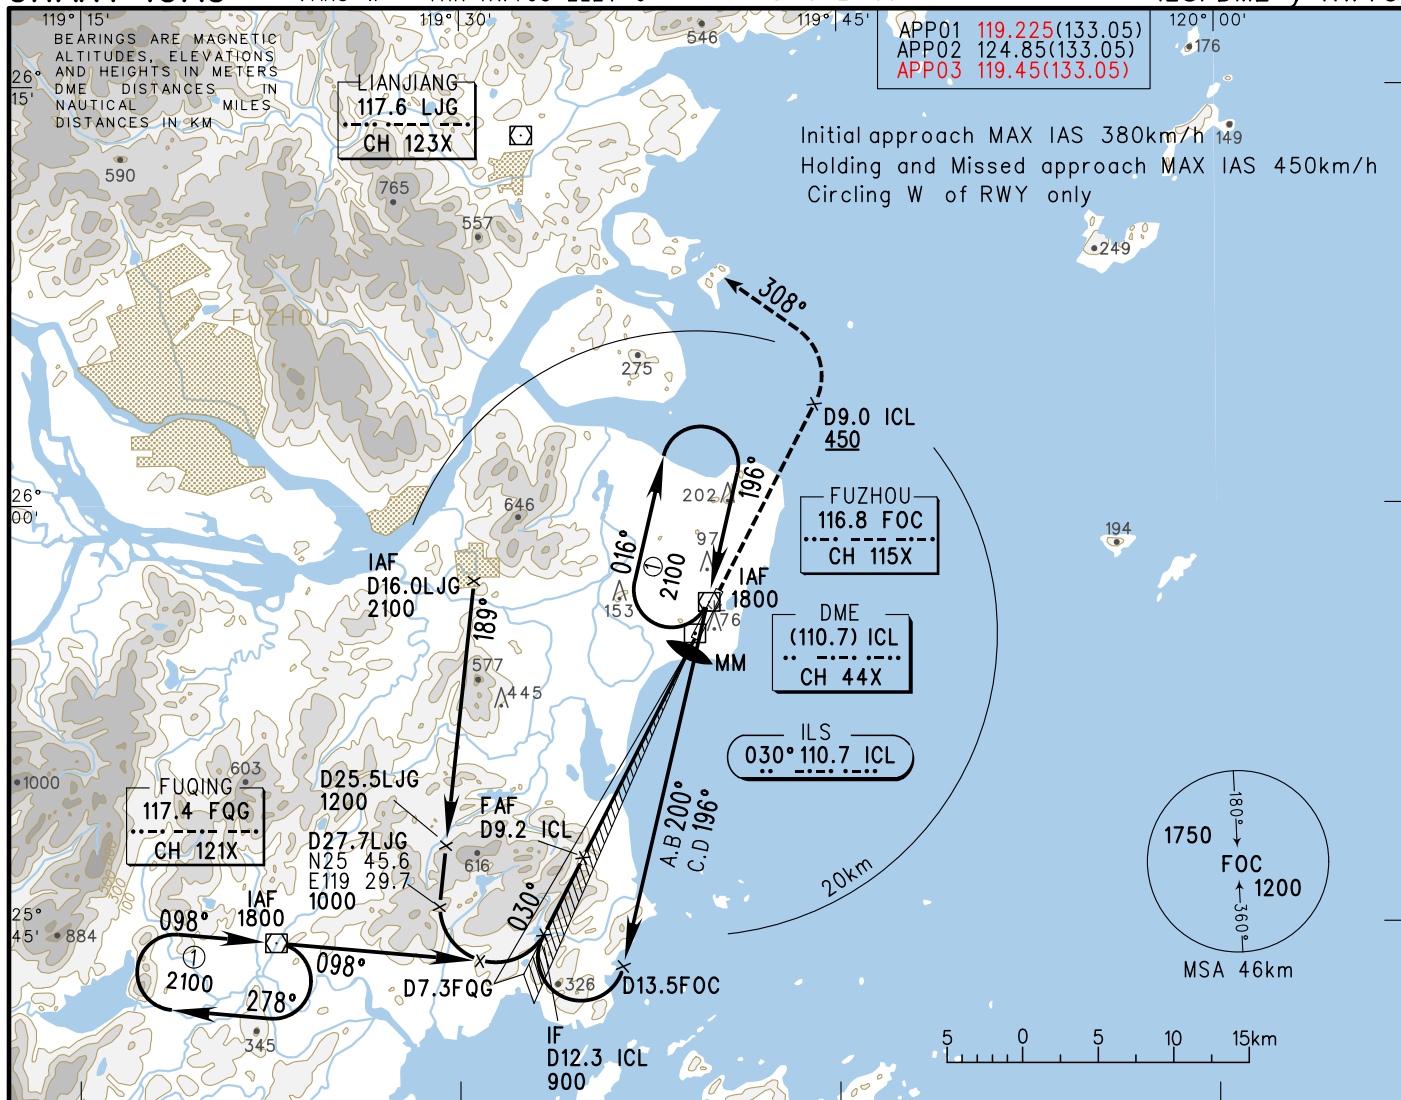 119° 15'
119° 30'
119° 45'
120° 00'
BEARINGS ARE MAGNETIC
ALTITUDES, ELEVATIONS
AND HEIGHTS IN METERS
DME DISTANCES IN
NAUTICAL MILES
DISTANCES IN KM
APP01 119.225(133.05)
APP02 124.85(133.05)
APP03 119.45(133.05)
546
176
26°
15'
LIANJIANG
117.6 LJG
CH 123X
Initial approach MAX IAS 380km/h
149
Holding and Missed approach MAX IAS 450km/h
Circling W of RWY only
590
765
557
249
308°
FUZHOU
275
D9.0 ICL
450
196°
202
646
26°
00'
FUZHOU
116.8 FOC
CH 115X
194
97
016°
1
2100
IAF
D16.0LJG
2100
IAF
1800
153
76
189°
DME
(110.7) ICL
CH 44X
MM
577
445
ILS
030° 110.7 ICL
1000
603
FUQING
117.4 FQG
CH 121X
D25.5LJG
1200
FAF
D9.2 ICL
A.B 200°
C.D 196°
D27.7LJG
N25 45.6
E119 29.7
1000
616
180°
1750
FOC
1200
360°
MSA 46km
20km
030°
IAF
1800
25°
45'
884
098°
1
2100
098°
278°
D7.3FQG
326
D13.5FOC
345
IF
D12.3 ICL
900
5 0 5 10 15km